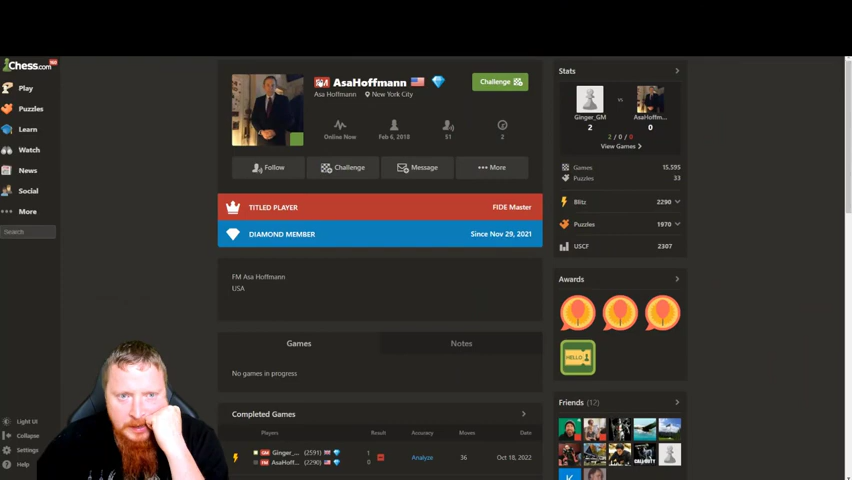 Chess.com
Play
Puzzles
Learn
Watch
News
Social
More
Search
Light UI
Collapse
Settings
Help
AsaHoffmann
Asa Hoffmann New York City
Challenge
Online Now Feb 6, 2018 51 2
Follow Challenge Message More
TITLED PLAYER FIDE Master
DIAMOND MEMBER Since Nov 29, 2021
FM Asa Hoffmann
USA
Games Notes
No games in progress
Completed Games
Players Result Accuracy Moves Date
GM Ginger_... (2591) 1 Analyze 36 Oct 18, 2022
FM AsaHoff... (2290) 0
Stats
vs
Ginger_GM AsaHoffm...
2 0
2 / 0 / 0
View Games
Games 15,595
Puzzles 33
Blitz 2290
Puzzles 1970
USCF 2307
Awards
HELLO
Friends (12)